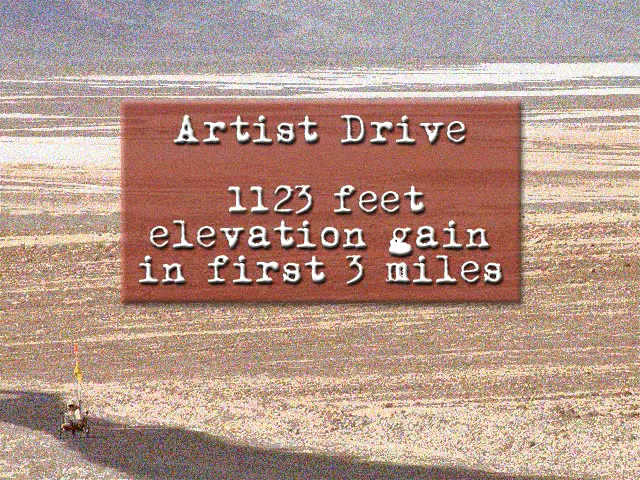 Artist Drive
1123 feet
elevation gain
in first 3 miles